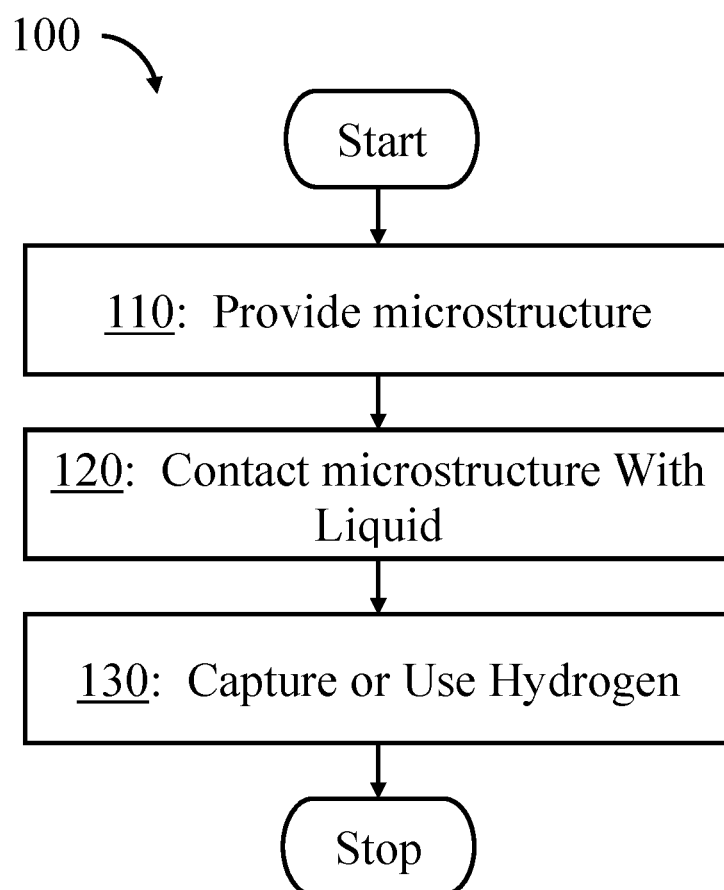 100
Start
110: Provide microstructure
120: Contact microstructure With
Liquid
130: Capture or Use Hydrogen
Stop